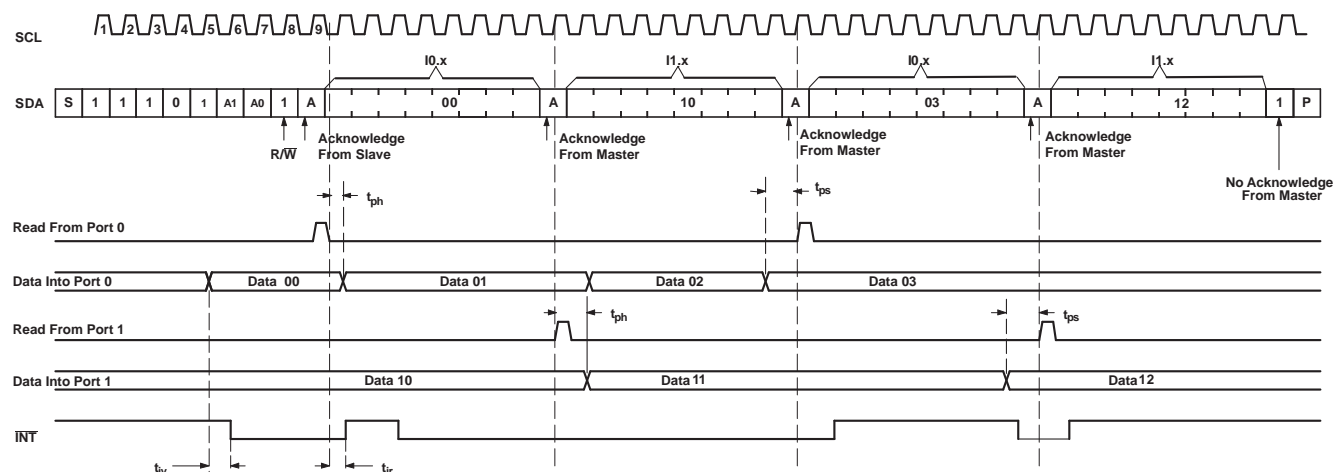 SCL
1 2 3 4 5 6 7 8 9
I0.x I1.x I0.x I1.x
SDA S 1 1 1 0 1 A1 A0 1 A 00 A 10 A 03 A 12 1 P
R/W
Acknowledge
From Slave
Acknowledge
From Master
Acknowledge
From Master
Acknowledge
From Master
No Acknowledge
From Master
tph
tps
Read From Port 0
Data Into Port 0 Data 00 Data 01 Data 02 Data 03
tph
tps
Read From Port 1
Data Into Port 1 Data 10 Data 11 Data 12
INT
tiv
tir